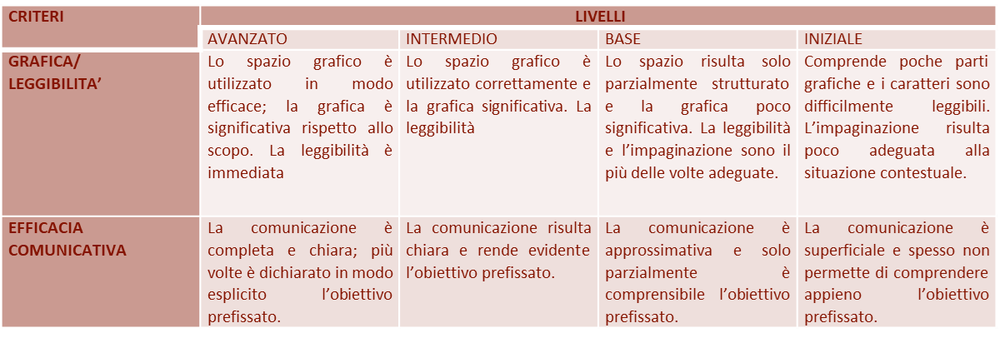 CRITERI
LIVELLI
AVANZATO
INTERMEDIO
BASE
INIZIALE
GRAFICA/
LEGGIBILITA’
Lo spazio grafico è
utilizzato in modo
efficace; la grafica è
significativa rispetto allo
scopo. La leggibilità è
immediata
Lo spazio grafico è
utilizzato correttamente e
la grafica significativa. La
leggibilità
Lo spazio risulta solo
parzialmente strutturato
e la grafica poco
significativa. La leggibilità
e l’impaginazione sono il
più delle volte adeguate.
Comprende poche parti
grafiche e i caratteri sono
difficilmente leggibili.
L’impaginazione risulta
poco adeguata alla
situazione contestuale.
EFFICACIA
COMUNICATIVA
La comunicazione è
completa e chiara; più
volte è dichiarato in modo
esplicito l’obiettivo
prefissato.
La comunicazione risulta
chiara e rende evidente
l’obiettivo prefissato.
La comunicazione è
approssimativa e solo
parzialmente è
comprensibile l’obiettivo
prefissato.
La comunicazione è
superficiale e spesso non
permette di comprendere
appieno l’obiettivo
prefissato.